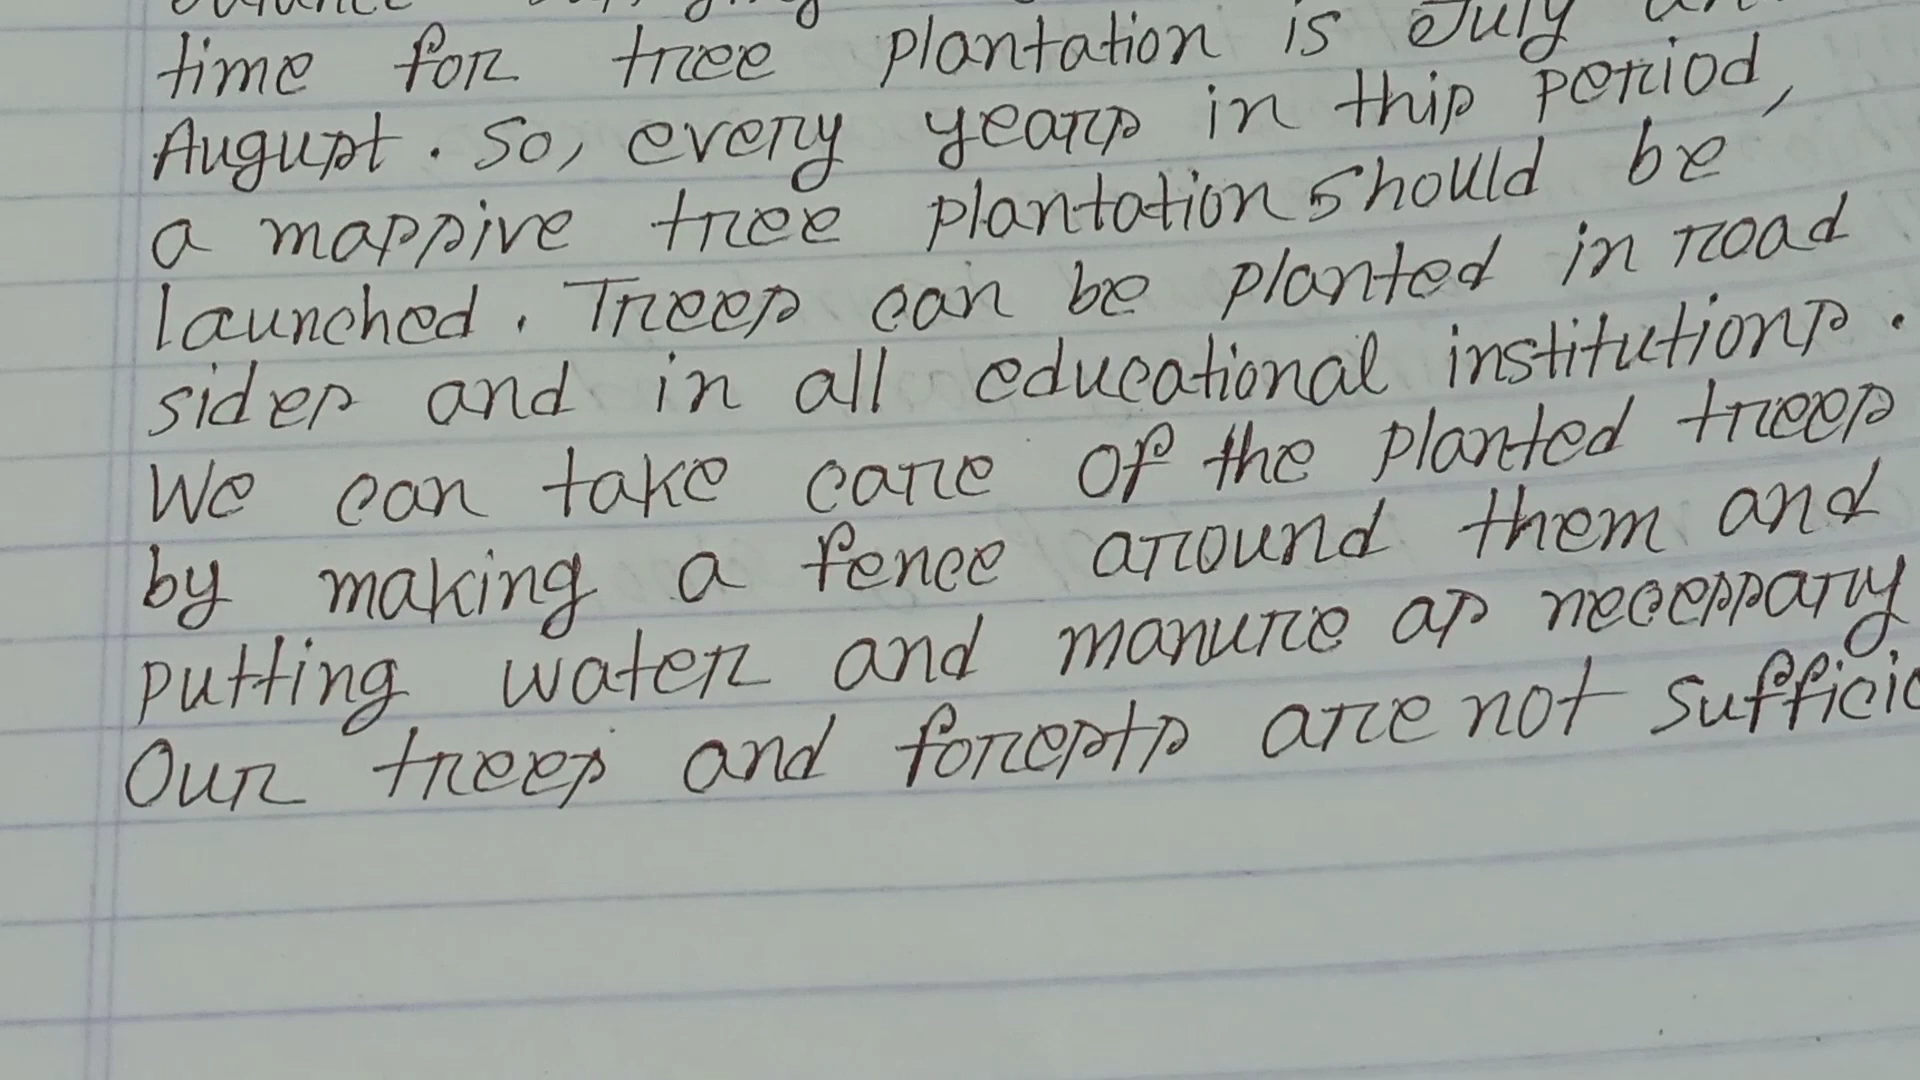 time for tree plantation is July
August. So, every years in this period,
a massive tree plantation should be
launched. Trees can be planted in road
sides and in all educational institutions.
We can take care of the planted trees
by making a fence around them and
putting water and manure as necessary
Our trees and forests are not